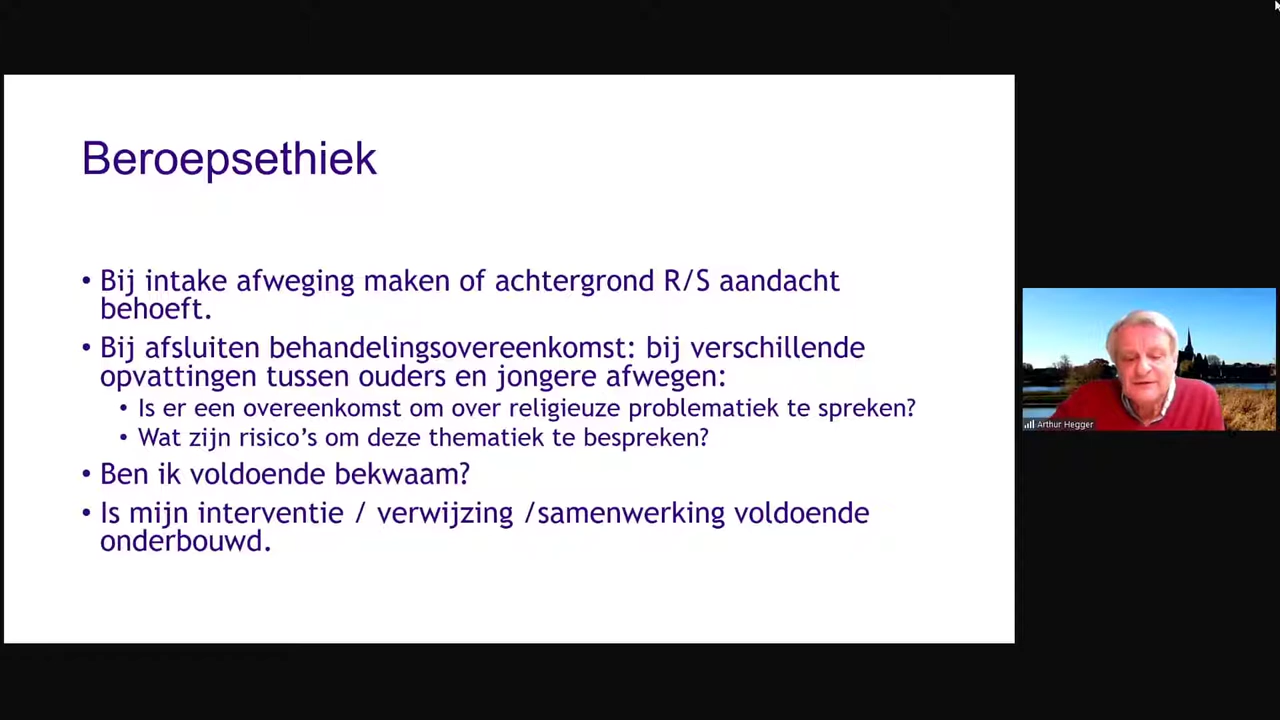 Beroepsethiek
• Bij intake afweging maken of achtergrond R/S aandacht
behoeft.
• Bij afsluiten behandelingsovereenkomst: bij verschillende
opvattingen tussen ouders en jongere afwegen:
• Is er een overeenkomst om over religieuze problematiek te spreken?
• Wat zijn risico’s om deze thematiek te bespreken?
• Ben ik voldoende bekwaam?
• Is mijn interventie / verwijzing /samenwerking voldoende
onderbouwd.
Arthur Hegger